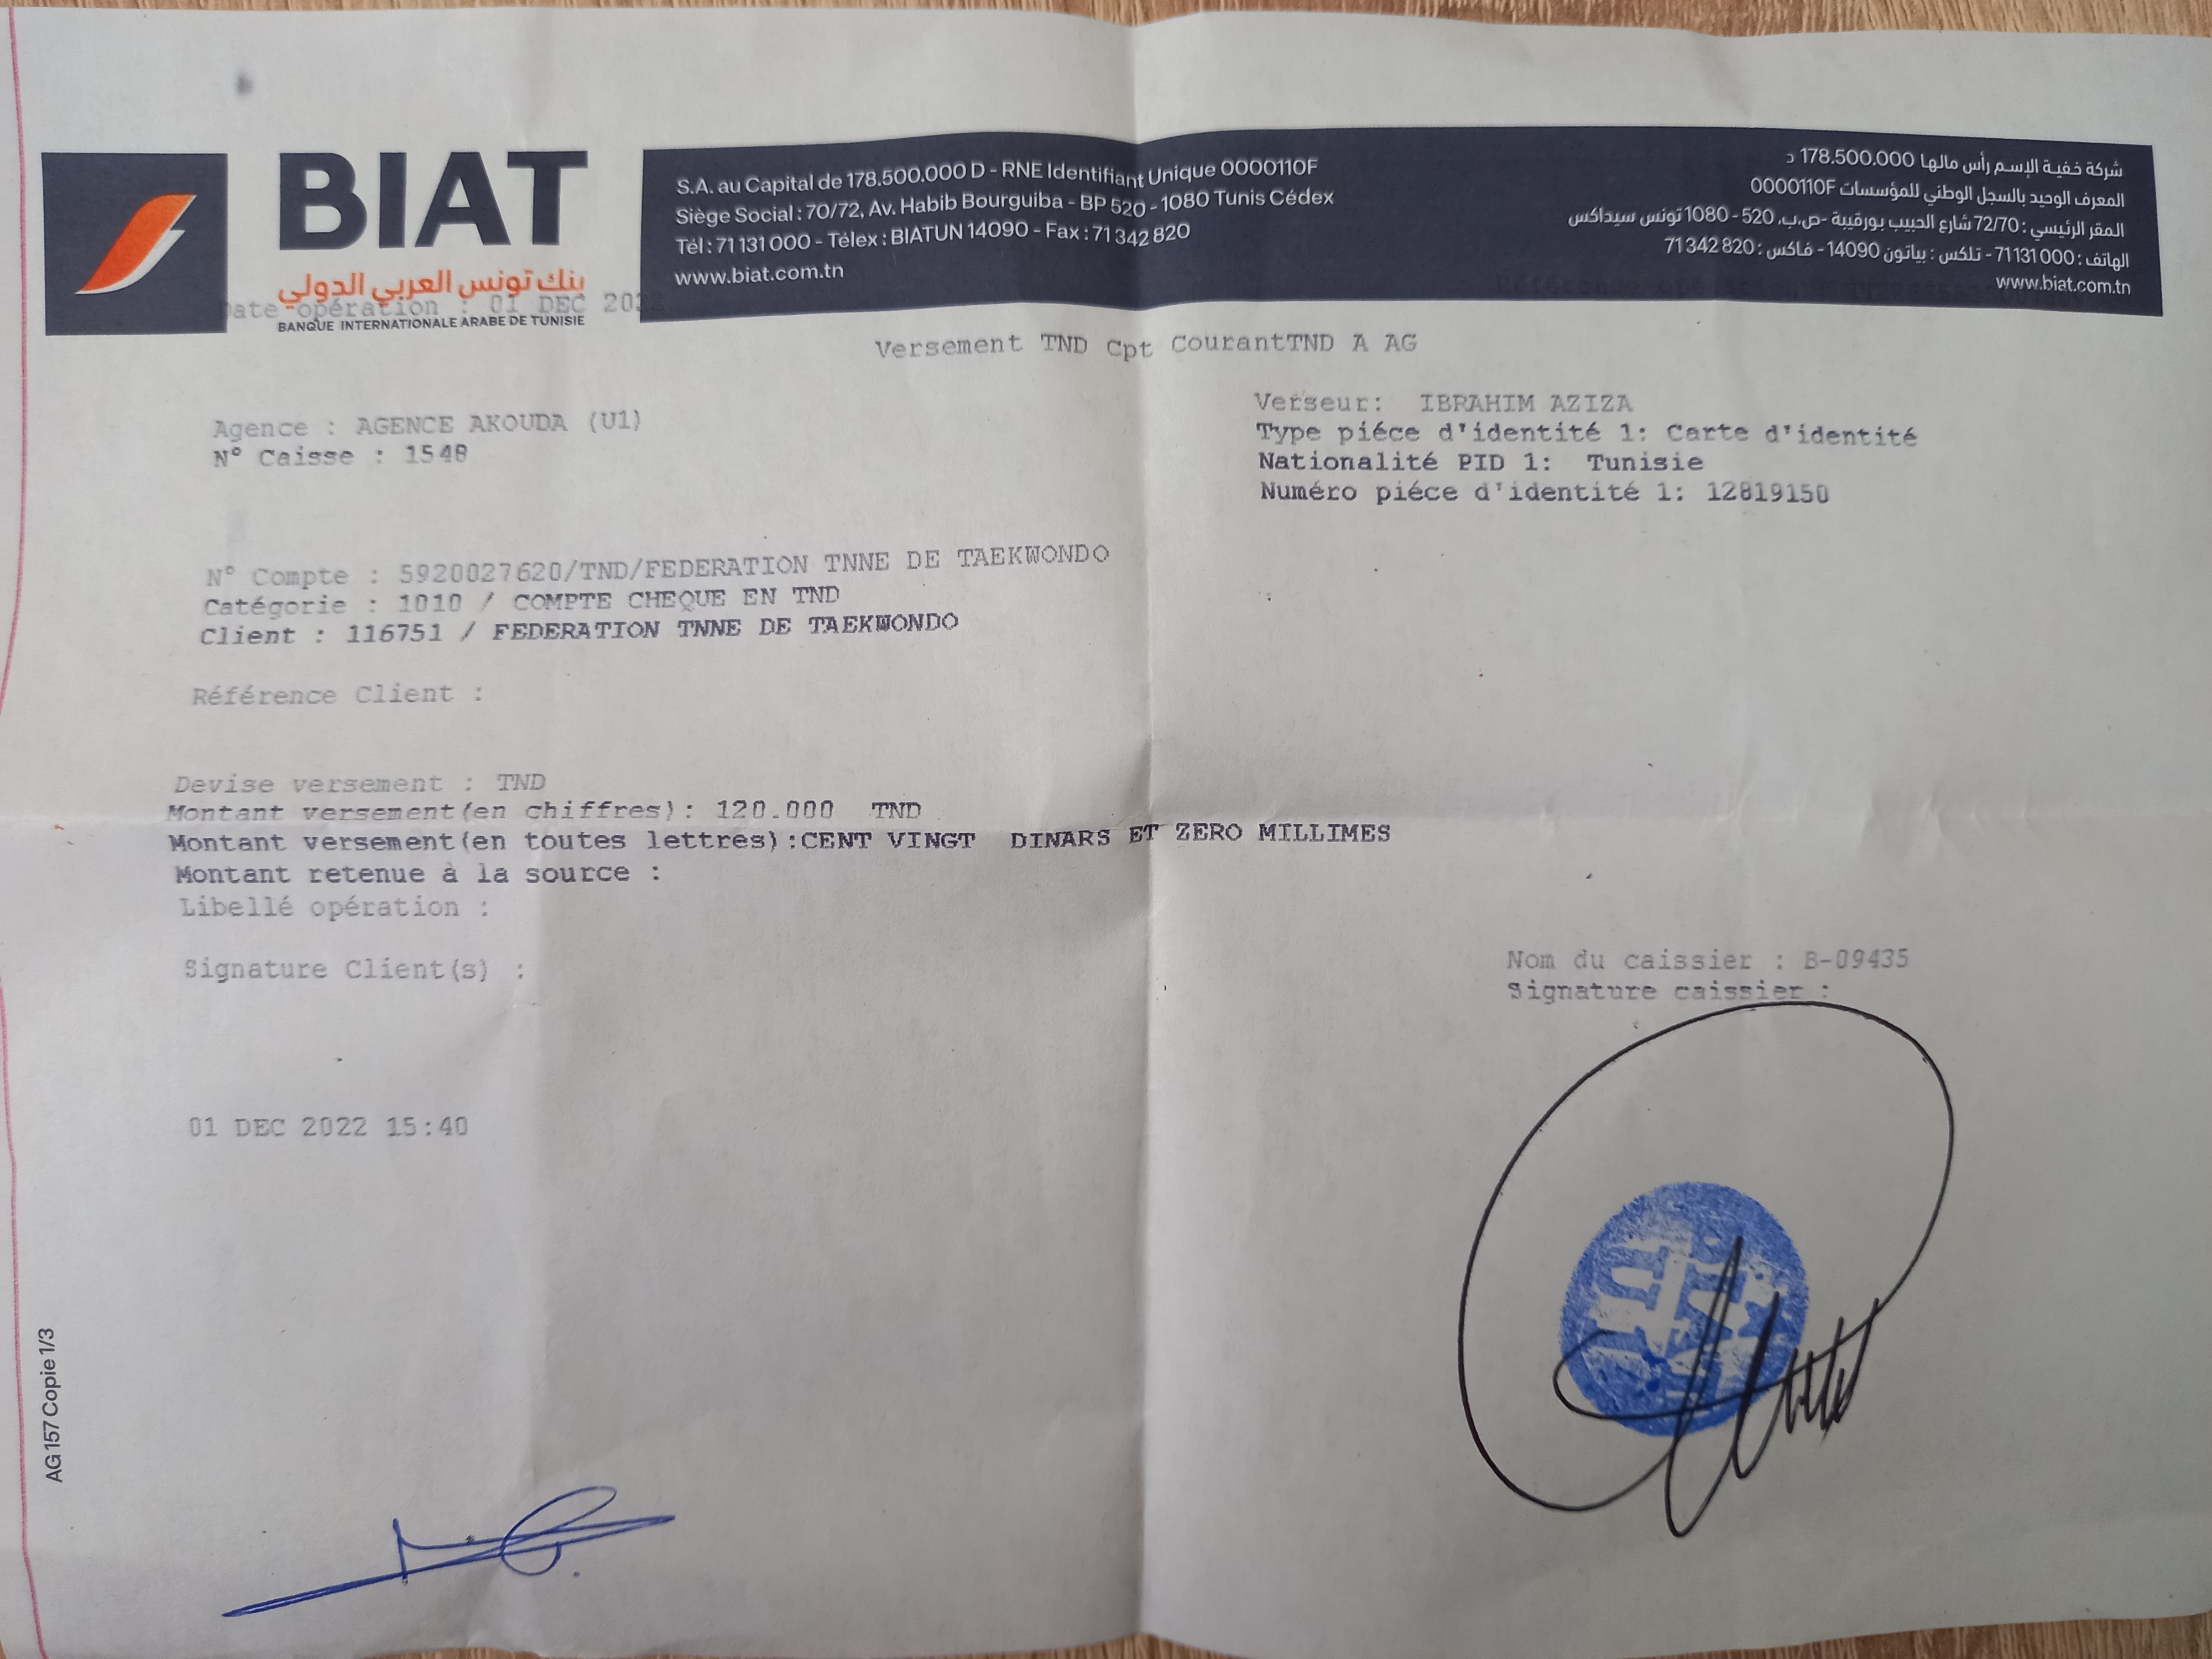 BIAT
بنك تونس العربي الدولي
BANQUE INTERNATIONALE ARABE DE TUNISIE
S.A. au Capital de 178.500.000 D - RNE Identifiant Unique 0000110F
Siège Social : 70/72, Av. Habib Bourguiba - BP 520 - 1080 Tunis Cédex
Tél : 71 131 000 - Télex : BIATUN 14090 - Fax : 71 342 820
www.biat.com.tn
شركة خفية الإسم رأس مالها 178.500.000 د
المعرف الوحيد بالسجل الوطني للمؤسسات 0000110F
المقر الرئيسي : 72/70 شارع الحبيب بورقيبة -ص.ب. 520 - 1080 تونس سيداكس
الهاتف : 71131 000 - تلكس : بياتون 14090 - فاكس : 71 342 820
www.biat.com.tn
Date opération : 01 DEC
Versement TND Cpt CourantTND A AG
Agence : AGENCE AKOUDA (U1)
N° Caisse : 1548
Verseur: IBRAHIM AZIZA
Type piéce d'identité 1: Carte d'identité
Nationalité PID 1: Tunisie
Numéro piéce d'identité 1: 12819150
N° Compte : 5920027620/TND/FEDERATION TNNE DE TAEKWONDO
Catégorie : 1010 / COMPTE CHEQUE EN TND
Client : 116751 / FEDERATION TNNE DE TAEKWONDO
Référence Client :
Devise versement : TND
Montant versement(en chiffres): 120.000 TND
Montant versement(en toutes lettres):CENT VINGT DINARS ET ZERO MILLIMES
Montant retenue à la source :
Libellé opération :
Signature Client(s) :
Nom du caissier : B-09435
Signature caissier :
01 DEC 2022 15:40
AG 157 Copie 1/3